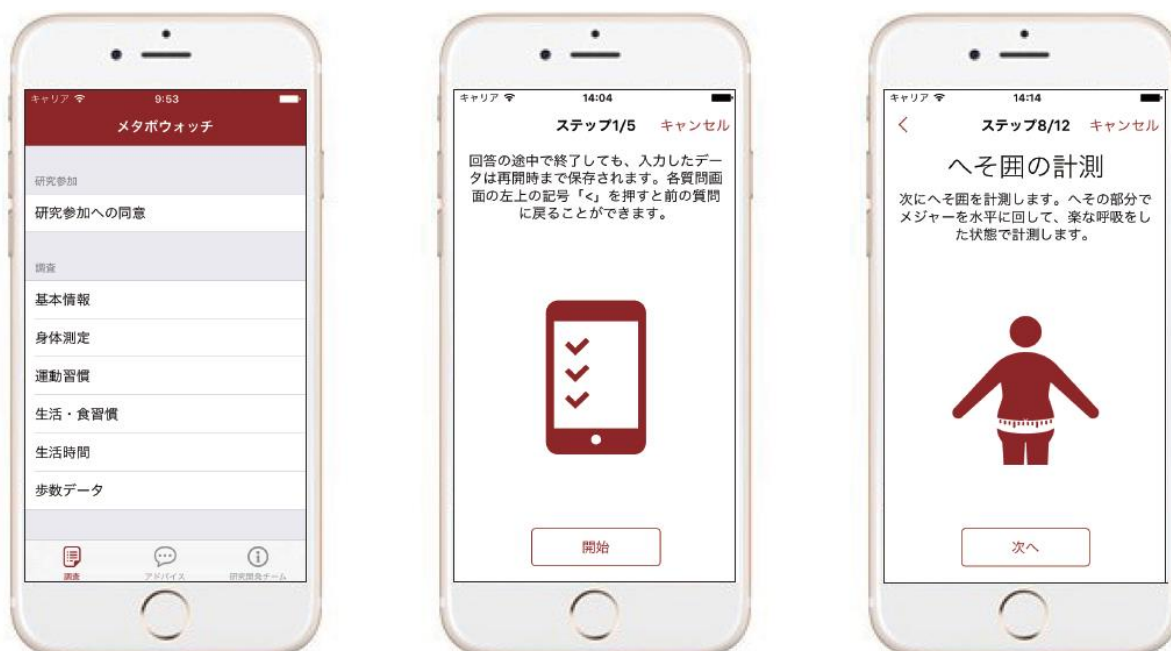 キャリア 9:53
メタボウォッチ
研究参加
研究参加への同意
調査
基本情報
身体測定
運動習慣
生活・食習慣
生活時間
歩数データ
調査 アドバイス 研究開発チーム
キャリア 14:04
ステップ1/5 キャンセル
回答の途中で終了しても、入力したデー
タは再開時まで保存されます。各質問画
面の左上の記号「<」を押すと前の質問
に戻ることができます。
開始
キャリア 14:14
< ステップ8/12 キャンセル
へそ囲の計測
次にへそ囲を計測します。へその部分で
メジャーを水平に回して、楽な呼吸をし
た状態で計測します。
次へ